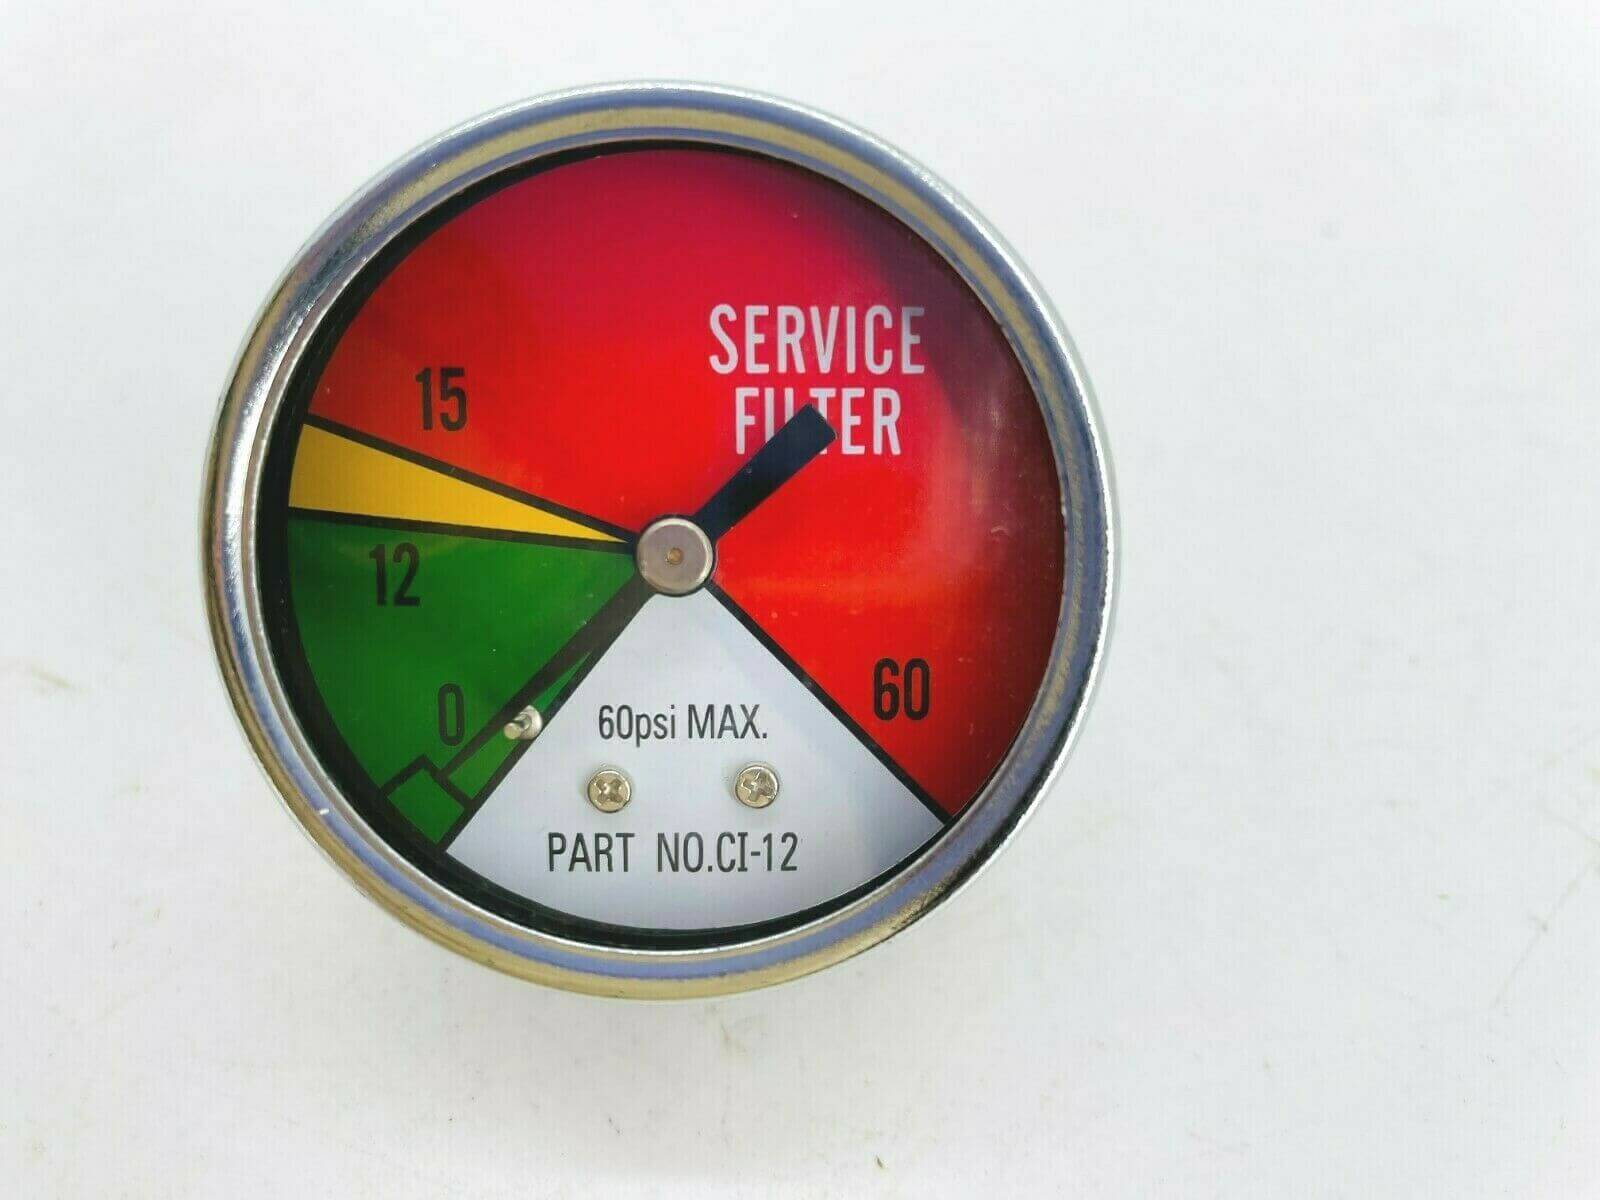 SERVICE
FILTER
15
12
0
60
60psi MAX.
PART NO.CI-12